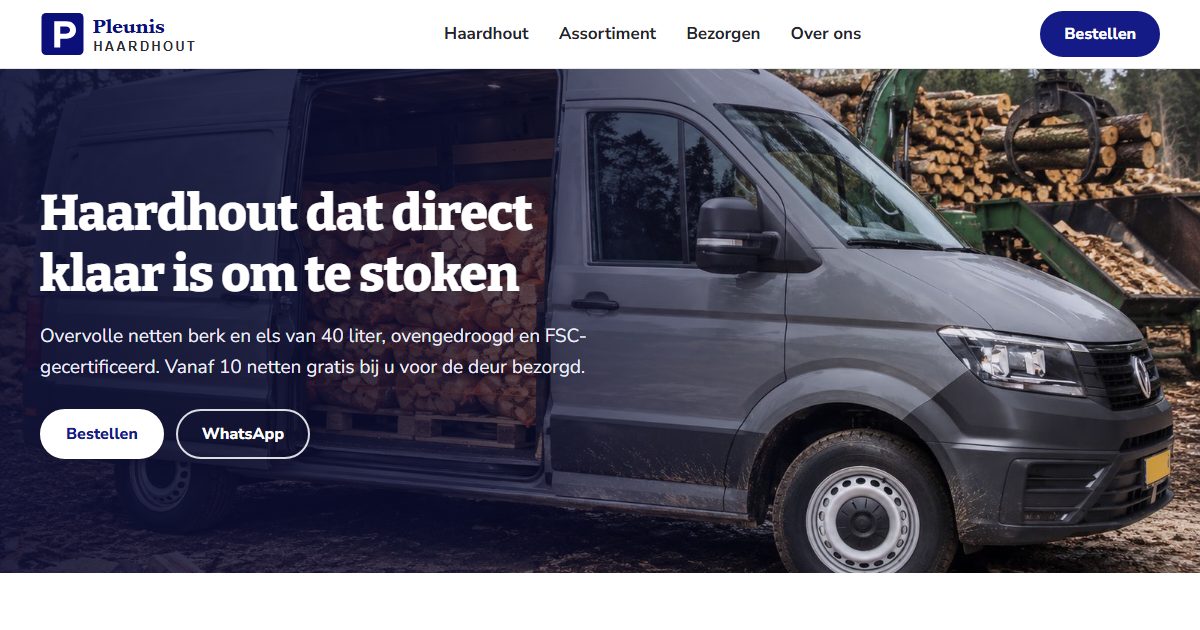 P
Pleunis
HAARDHOUT
Haardhout
Assortiment
Bezorgen
Over ons
Bestellen
Haardhout dat direct
klaar is om te stoken
Overvolle netten berk en els van 40 liter, ovengedroogd en FSC-
gecertificeerd. Vanaf 10 netten gratis bij u voor de deur bezorgd.
Bestellen
WhatsApp